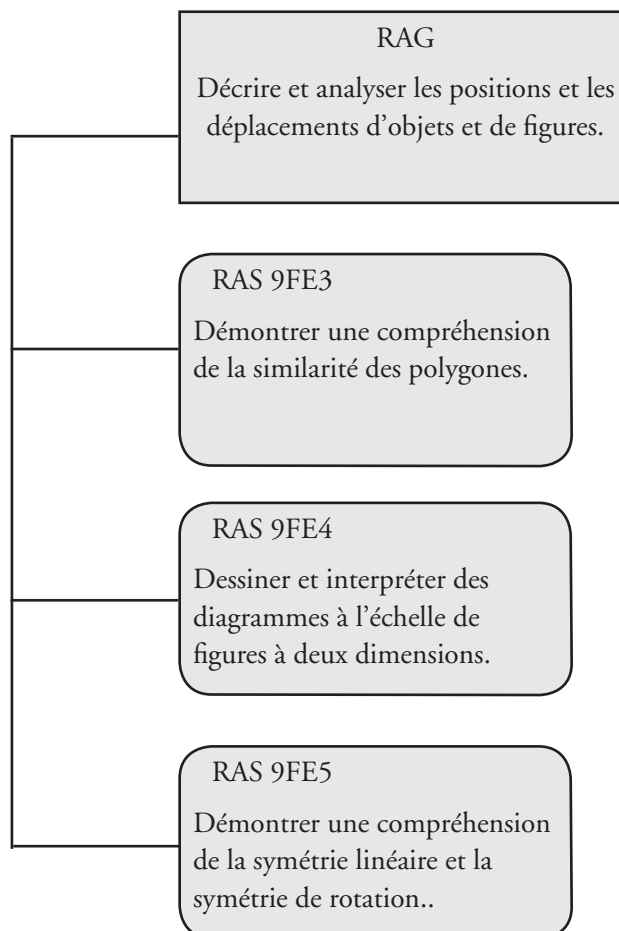 RAG
Décrire et analyser les positions et les
déplacements d’objets et de figures.
RAS 9FE3
Démontrer une compréhension
de la similarité des polygones.
RAS 9FE4
Dessiner et interpréter des
diagrammes à l’échelle de
figures à deux dimensions.
RAS 9FE5
Démontrer une compréhension
de la symétrie linéaire et la
symétrie de rotation..